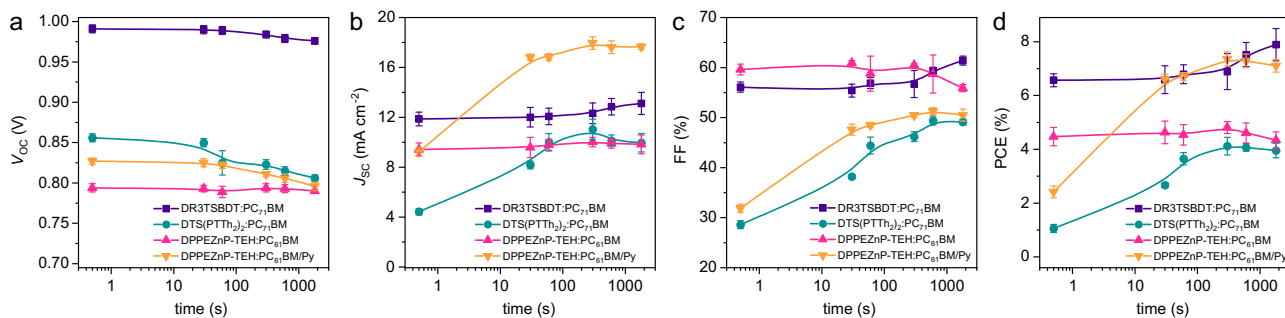 a
V_OC (V)
1.00
0.95
0.90
0.85
0.80
0.75
0.70
DR3TSBDT:PC71BM
DTS(PTTh2)2:PC71BM
DPPEZnP-TEH:PC61BM
DPPEZnP-TEH:PC61BM/Py
1 10 100 1000
time (s)
b
J_SC (mA cm⁻²)
20
16
12
8
4
0
DR3TSBDT:PC71BM
DTS(PTTh2)2:PC71BM
DPPEZnP-TEH:PC61BM
DPPEZnP-TEH:PC61BM/Py
1 10 100 1000
time (s)
c
FF (%)
70
60
50
40
30
20
DR3TSBDT:PC71BM
DTS(PTTh2)2:PC71BM
DPPEZnP-TEH:PC61BM
DPPEZnP-TEH:PC61BM/Py
1 10 100 1000
time (s)
d
PCE (%)
8
6
4
2
0
DR3TSBDT:PC71BM
DTS(PTTh2)2:PC71BM
DPPEZnP-TEH:PC61BM
DPPEZnP-TEH:PC61BM/Py
1 10 100 1000
time (s)